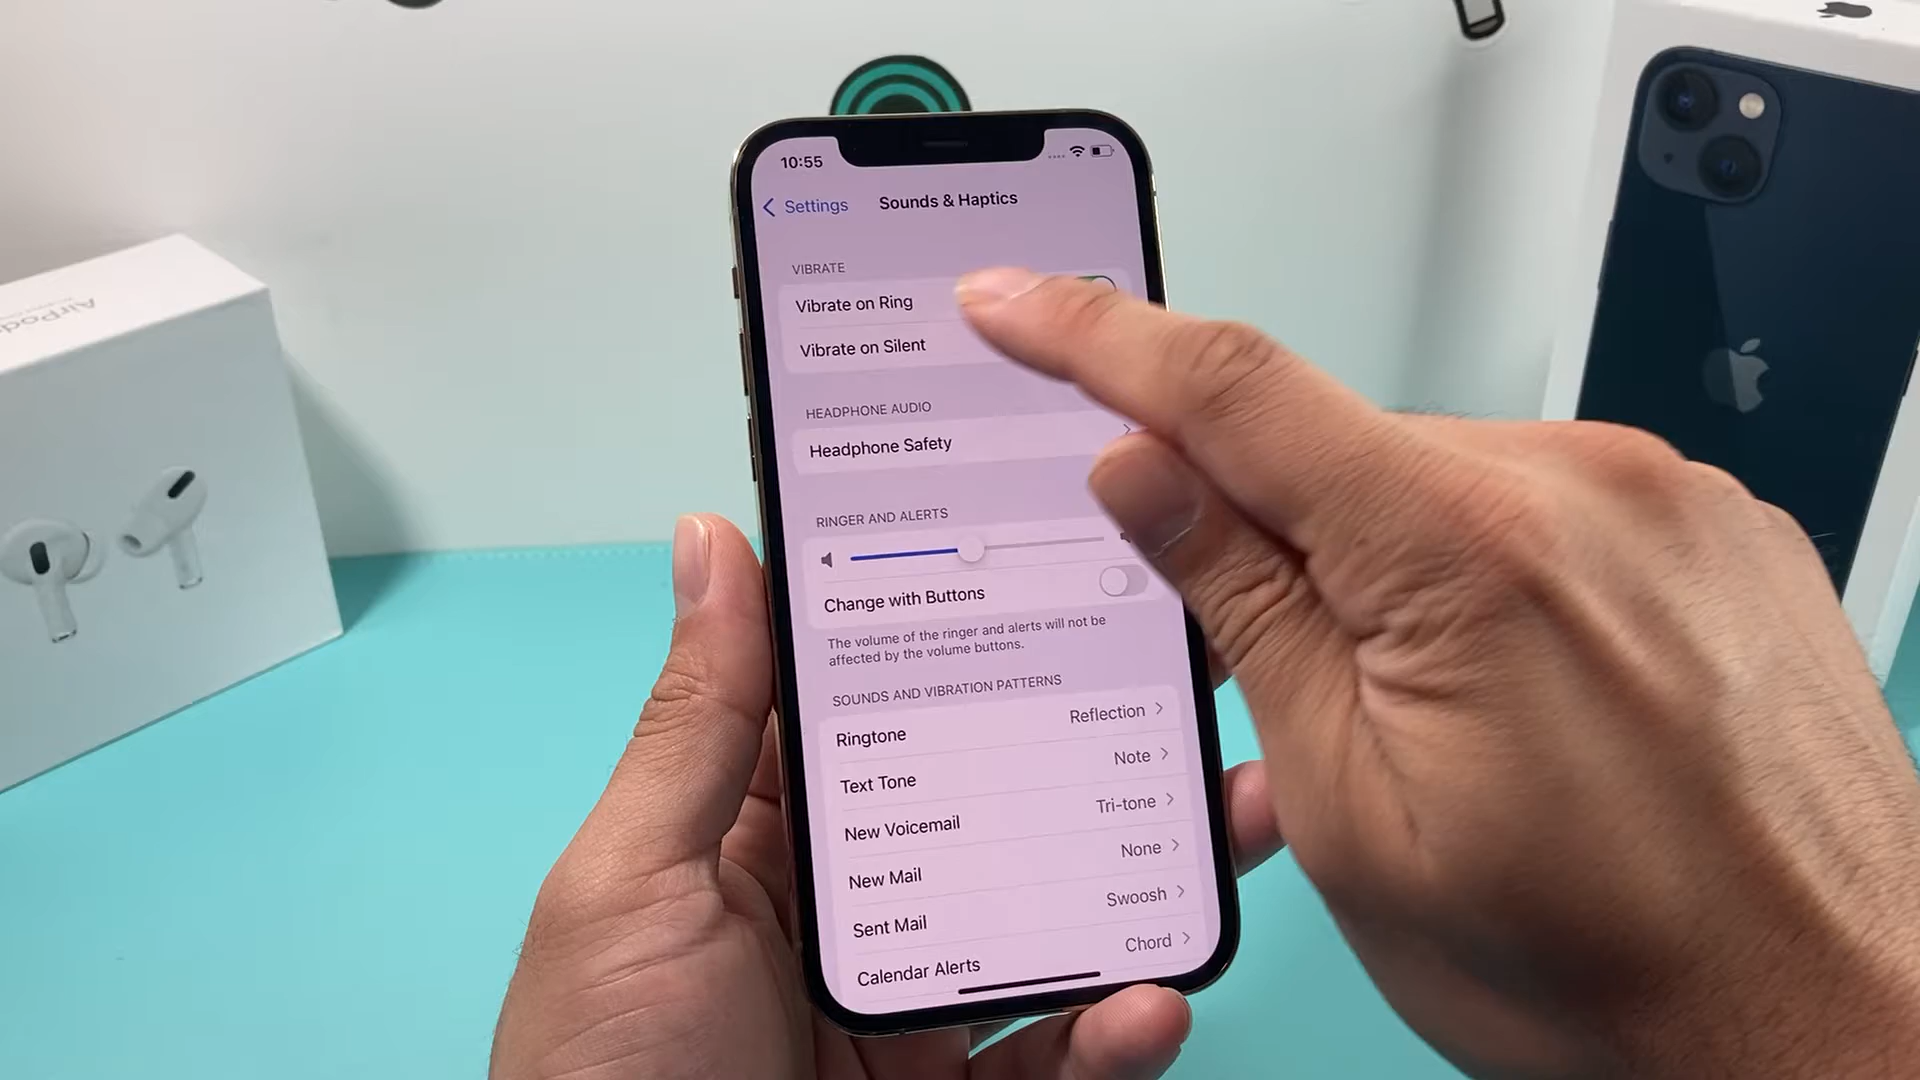 10:55
Settings
Sounds & Haptics
VIBRATE
Vibrate on Ring
Vibrate on Silent
HEADPHONE AUDIO
Headphone Safety
RINGER AND ALERTS
Change with Buttons
The volume of the ringer and alerts will not be
affected by the volume buttons.
SOUNDS AND VIBRATION PATTERNS
Ringtone Reflection
Text Tone Note
New Voicemail Tri-tone
New Mail None
Sent Mail Swoosh
Calendar Alerts Chord
AirPods